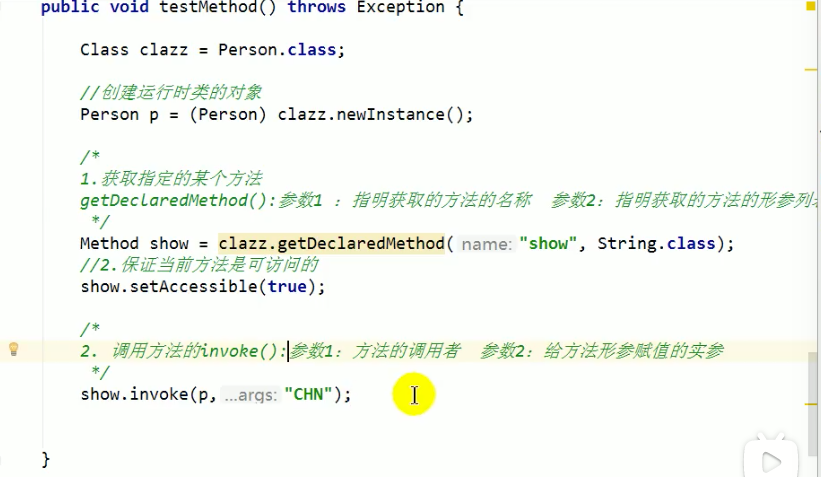 public void testMethod() throws Exception {
Class clazz = Person.class;
//创建运行时类的对象
Person p = (Person) clazz.newInstance();
/*
1.获取指定的某个方法
getDeclaredMethod():参数1 ：指明获取的方法的名称  参数2：指明获取的方法的形参列
*/
Method show = clazz.getDeclaredMethod( name: "show", String.class);
//2.保证当前方法是可访问的
show.setAccessible(true);
/*
2. 调用方法的invoke():参数1：方法的调用者  参数2：给方法形参赋值的实参
*/
show.invoke(p, ...args: "CHN");
}